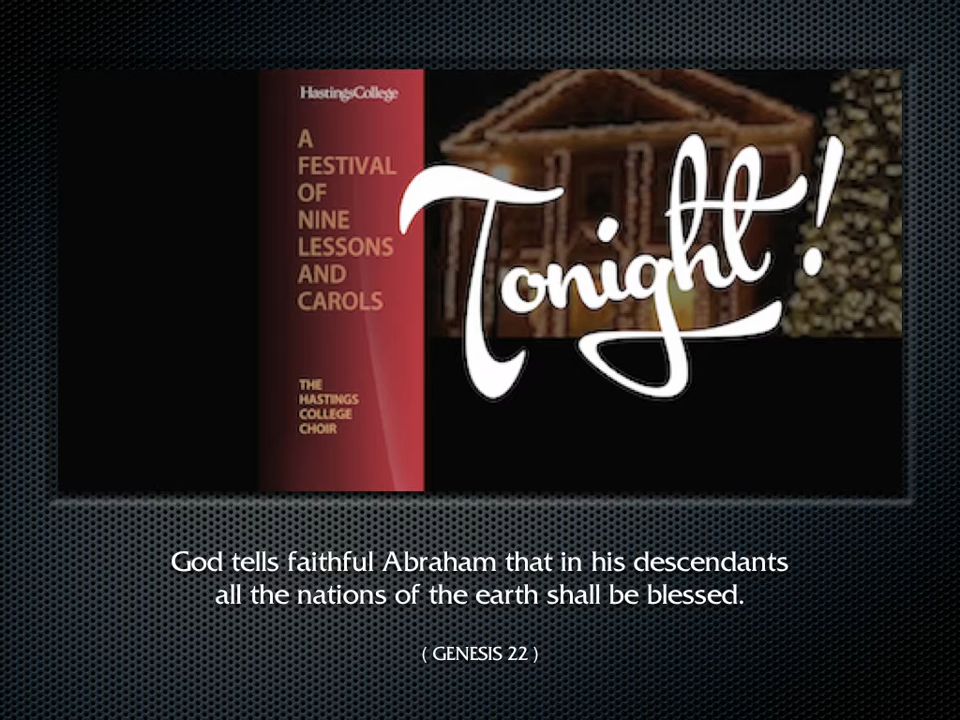 HastingsCollege
A
FESTIVAL
OF
NINE
LESSONS
AND
CAROLS
THE
HASTINGS
COLLEGE
CHOIR
Tonight!
God tells faithful Abraham that in his descendants
all the nations of the earth shall be blessed.
( GENESIS 22 )